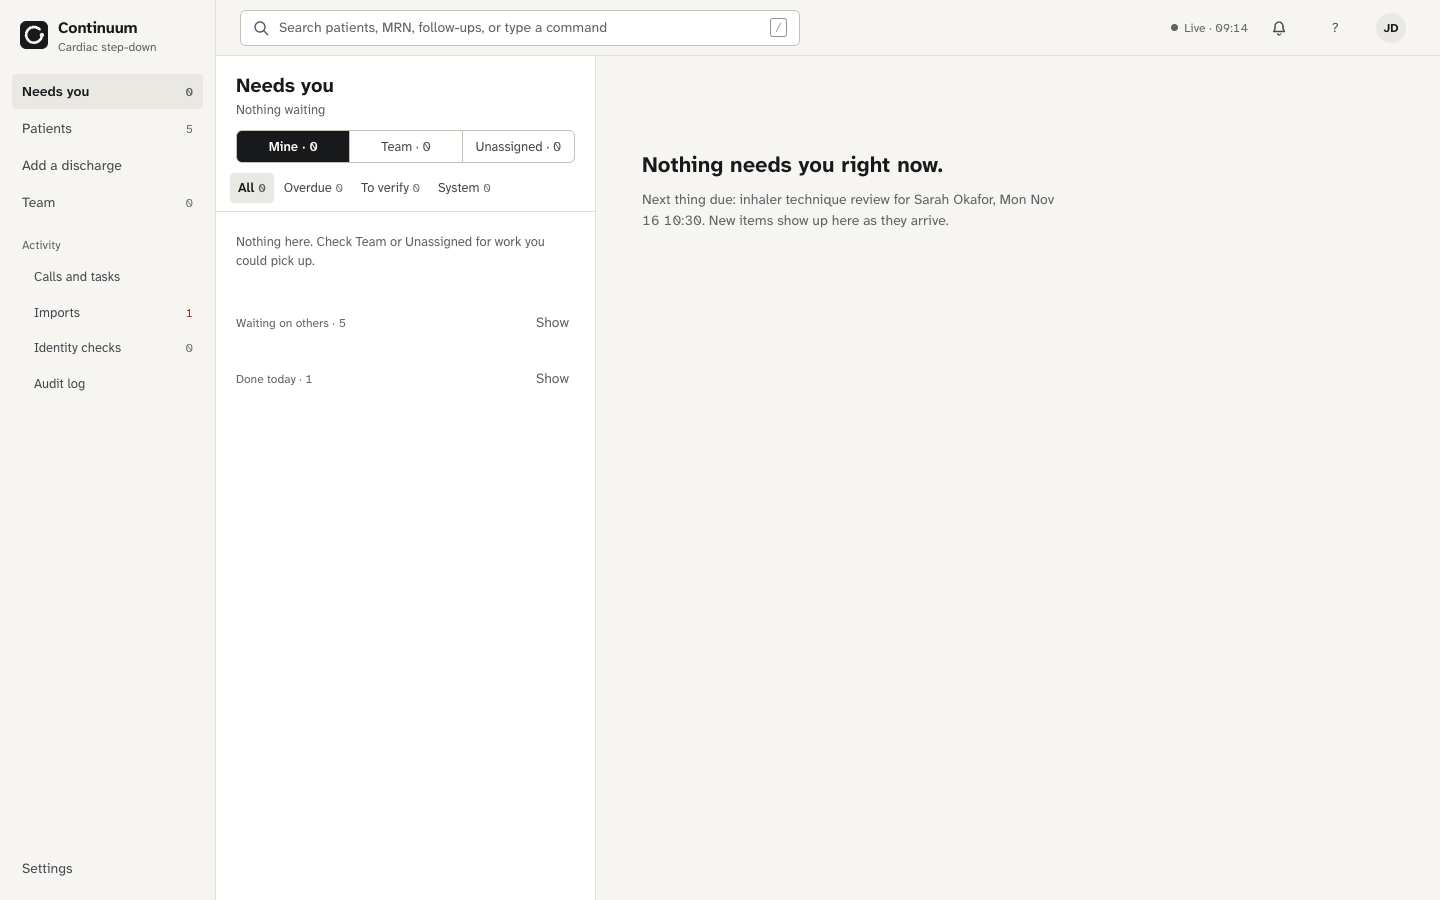 Continuum
Cardiac step-down
Search patients, MRN, follow-ups, or type a command
/
Live · 09:14
?
JD
Needs you 0
Patients 5
Add a discharge
Team 0
Activity
Calls and tasks
Imports 1
Identity checks 0
Audit log
Settings
Needs you
Nothing waiting
Mine · 0
Team · 0
Unassigned · 0
All 0
Overdue 0
To verify 0
System 0
Nothing here. Check Team or Unassigned for work you
could pick up.
Waiting on others · 5
Show
Done today · 1
Show
Nothing needs you right now.
Next thing due: inhaler technique review for Sarah Okafor, Mon Nov
16 10:30. New items show up here as they arrive.